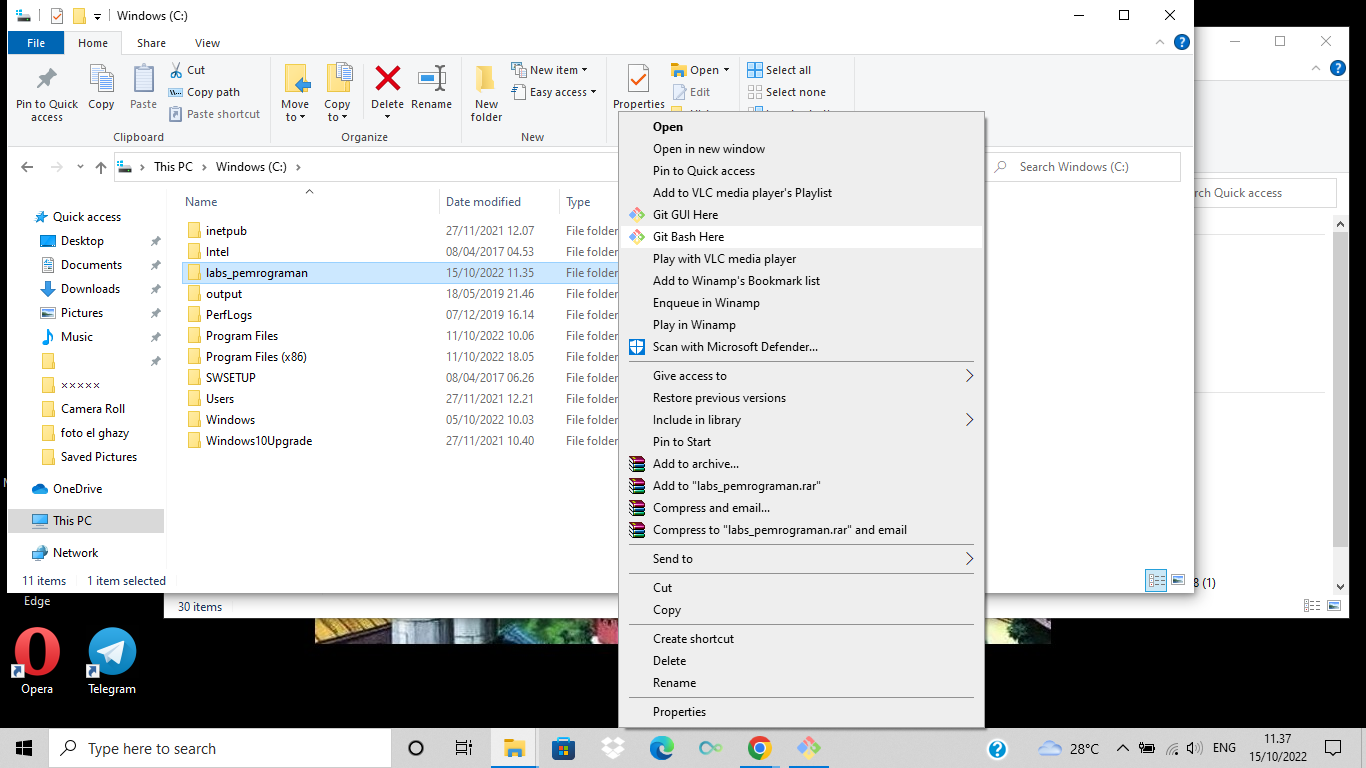 Windows (C:)
File Home Share View
Pin to Quick access
Copy
Paste
Cut
Copy path
Paste shortcut
Clipboard
Move to
Copy to
Delete
Rename
Organize
New folder
New item
Easy access
New
Properties
Open
Edit
Select all
Select none
This PC Windows (C:)
Search Windows (C:)
Quick access
Name Date modified Type
Quick access
Desktop
Documents
Downloads
Pictures
Music
×××××
Camera Roll
foto el ghazy
Saved Pictures
OneDrive
This PC
Network
inetpub 27/11/2021 12.07 File folder
Intel 08/04/2017 04.53 File folder
labs_pemrograman 15/10/2022 11.35 File folder
output 18/05/2019 21.46 File folder
PerfLogs 07/12/2019 16.14 File folder
Program Files 11/10/2022 10.06 File folder
Program Files (x86) 11/10/2022 18.05 File folder
SWSETUP 08/04/2017 06.26 File folder
Users 27/11/2021 12.21 File folder
Windows 05/10/2022 10.03 File folder
Windows10Upgrade 27/11/2021 10.40 File folder
Open
Open in new window
Pin to Quick access
Add to VLC media player's Playlist
Git GUI Here
Git Bash Here
Play with VLC media player
Add to Winamp's Bookmark list
Enqueue in Winamp
Play in Winamp
Scan with Microsoft Defender...
Give access to
Restore previous versions
Include in library
Pin to Start
Add to archive...
Add to "labs_pemrograman.rar"
Compress and email...
Compress to "labs_pemrograman.rar" and email
Send to
Cut
Copy
Create shortcut
Delete
Rename
Properties
11 items 1 item selected
8 (1)
30 items
Edge
Opera
Telegram
Type here to search
28°C
ENG
11.37
15/10/2022